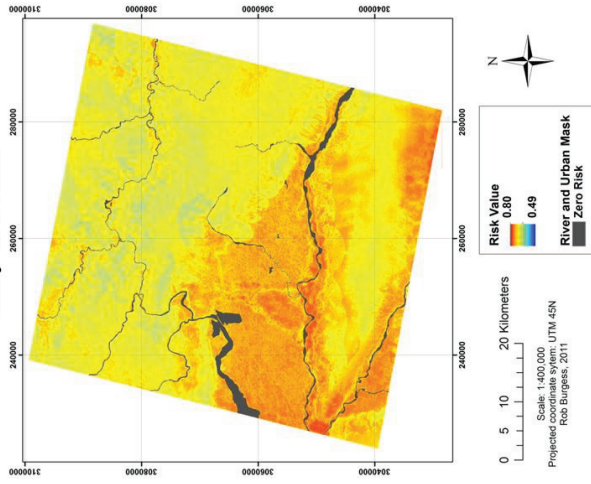 3100000
3080000
3060000
3040000
280000
260000
240000
280000
260000
240000
3100000
3080000
3060000
3040000
N
Risk Value
0.80
0.49
River and Urban Mask
Zero Risk
0 5 10 20 Kilometers
Scale: 1:400,000
Projected coordinate sytem: UTM 45N
Rob Burgess, 2011